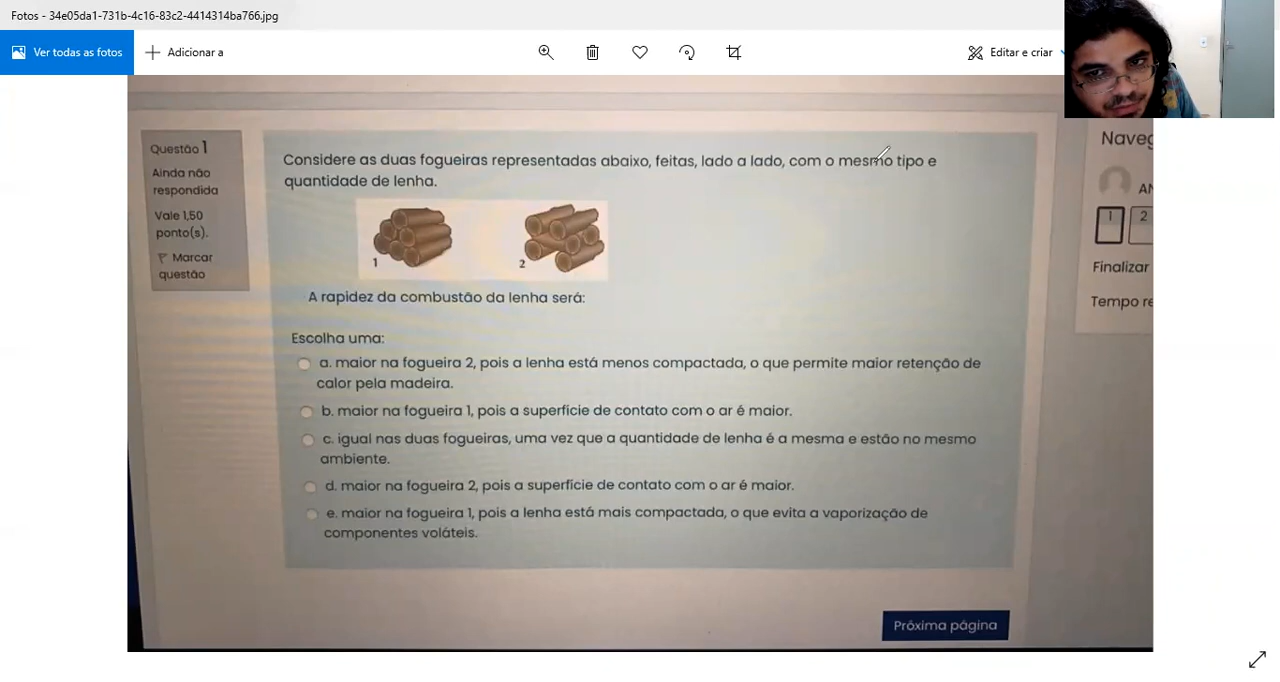 Fotos - 34e05da1-731b-4c16-83c2-4414314ba766.jpg
Ver todas as fotos
Adicionar a
Editar e criar
Questão 1
Ainda não
respondida
Vale 1,50
ponto(s).
Marcar
questão
Considere as duas fogueiras representadas abaixo, feitas, lado a lado, com o mesmo tipo e
quantidade de lenha.
1
2
A rapidez da combustão da lenha será:
Escolha uma:
a. maior na fogueira 2, pois a lenha está menos compactada, o que permite maior retenção de
calor pela madeira.
b. maior na fogueira 1, pois a superfície de contato com o ar é maior.
c. igual nas duas fogueiras, uma vez que a quantidade de lenha é a mesma e estão no mesmo
ambiente.
d. maior na fogueira 2, pois a superfície de contato com o ar é maior.
e. maior na fogueira 1, pois a lenha está mais compactada, o que evita a vaporização de
componentes voláteis.
Próxima página
Naveg
AN
1 2
Finalizar
Tempo re